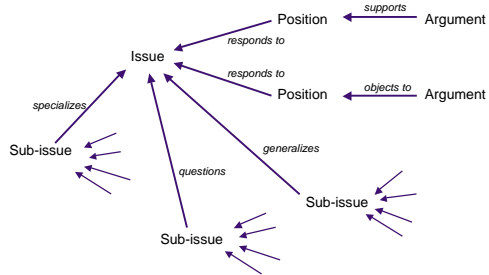 supports
Position
Argument
responds to
Issue
responds to
objects to
Position
Argument
specializes
Sub-issue
generalizes
questions
Sub-issue
Sub-issue